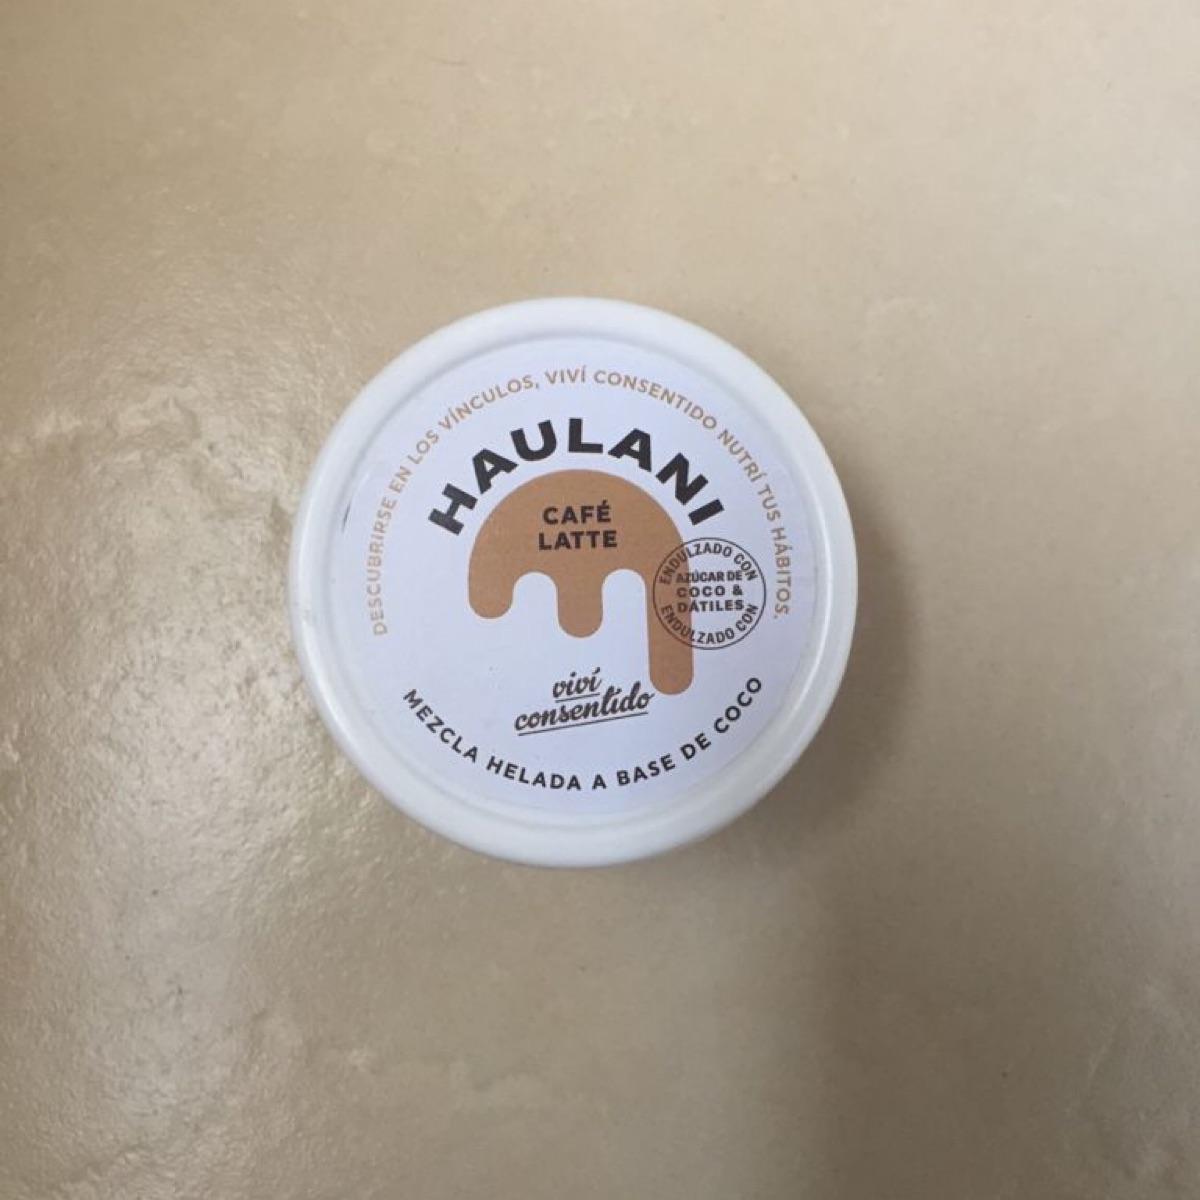 DESCUBRIRSE EN LOS VÍNCULOS, VIVÍ CONSENTIDO NUTRÍ TUS HÁBITOS.
HAULANI
CAFÉ
LATTE
ENDULZADO CON
AZÚCAR DE
COCO &
DÁTILES
ENDULZADO CON
viví
consentido
MEZCLA HELADA A BASE DE COCO